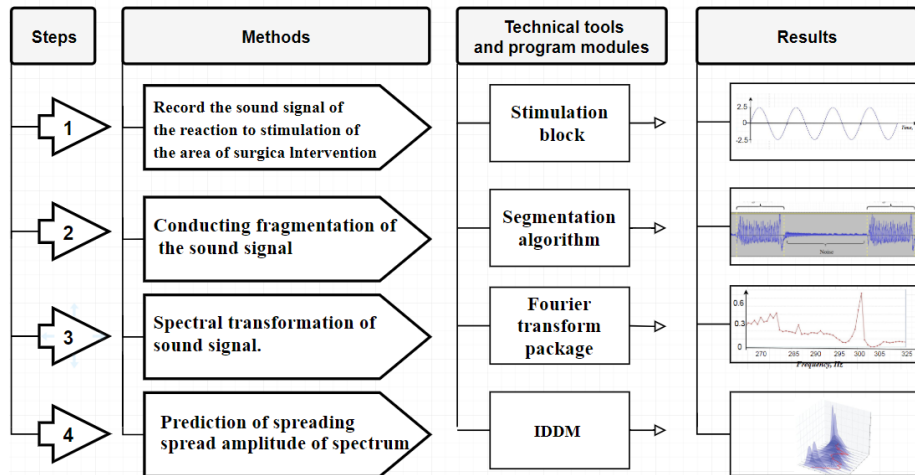 Steps
Methods
Technical tools
and program modules
Results
1
Record the sound signal of
the reaction to stimulation of
the area of surgica lntervention
Stimulation
block
2.5
0
-2.5
Time,
2
Conducting fragmentation of
the sound signal
Segmentation
algorithm
Noise
3
Spectral transformation of
sound signal.
Fourier
transform
package
0.6
0.3
0
270 285 290 295 300 305 315 325
Frequency, Hz
4
Prediction of spreading
spread amplitude of spectrum
IDDM